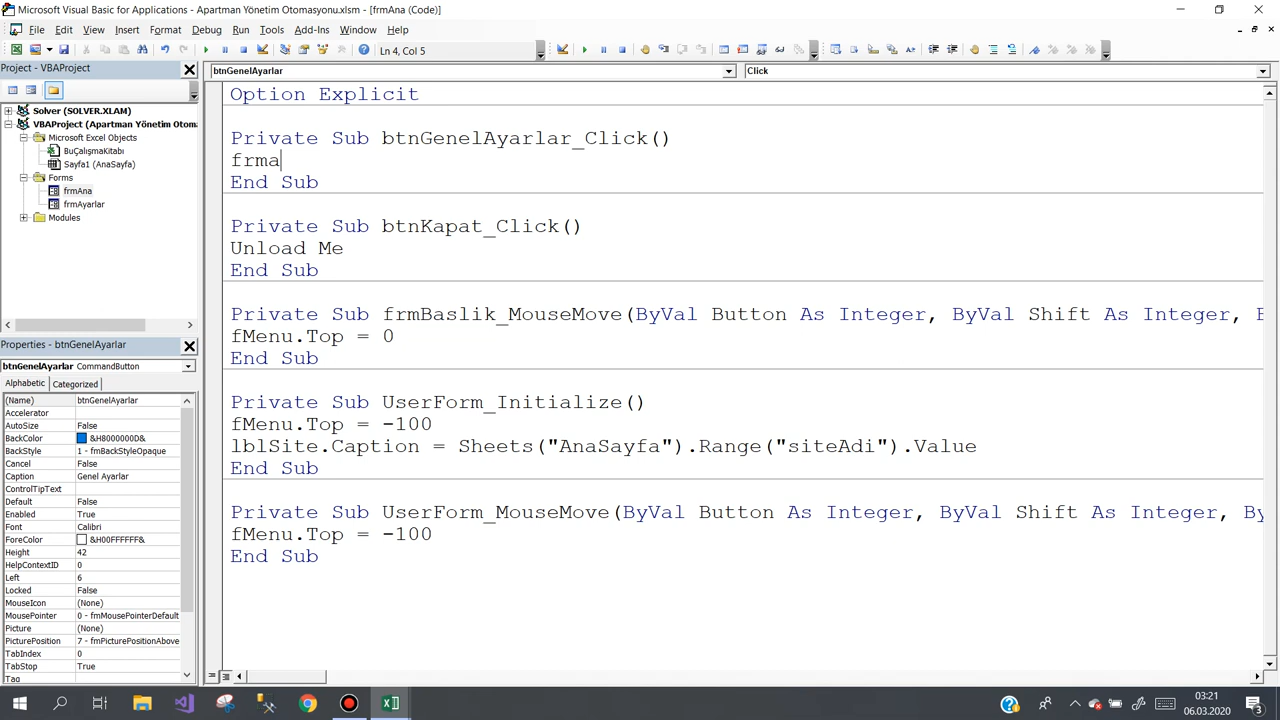 Microsoft Visual Basic for Applications - Apartman Yönetim Otomasyonu.xlsm - [frmAna (Code)]
File Edit View Insert Format Debug Run Tools Add-Ins Window Help
Ln 4, Col 5
Project - VBAProject
btnGenelAyarlar
Click
Solver (SOLVER.XLAM)
VBAProject (Apartman Yönetim Otomas
Microsoft Excel Objects
BuÇalışmaKitabı
Sayfa1 (AnaSayfa)
Forms
frmAna
frmAyarlar
Modules
Option Explicit
Private Sub btnGenelAyarlar_Click()
frma
End Sub
Private Sub btnKapat_Click()
Unload Me
End Sub
Private Sub frmBaslik_MouseMove(ByVal Button As Integer, ByVal Shift As Integer, B
fMenu.Top = 0
End Sub
Private Sub UserForm_Initialize()
fMenu.Top = -100
lblSite.Caption = Sheets("AnaSayfa").Range("siteAdi").Value
End Sub
Private Sub UserForm_MouseMove(ByVal Button As Integer, ByVal Shift As Integer, By
fMenu.Top = -100
End Sub
Properties - btnGenelAyarlar
btnGenelAyarlar CommandButton
Alphabetic Categorized
(Name) btnGenelAyarlar
Accelerator
AutoSize False
BackColor &H8000000D&
BackStyle 1 - fmBackStyleOpaque
Cancel False
Caption Genel Ayarlar
ControlTipText
Default False
Enabled True
Font Calibri
ForeColor &H00FFFFFF&
Height 42
HelpContextID 0
Left 6
Locked False
MouseIcon (None)
MousePointer 0 - fmMousePointerDefault
Picture (None)
PicturePosition 7 - fmPicturePositionAbove
TabIndex 0
TabStop True
Tag
03:21
06.03.2020
3